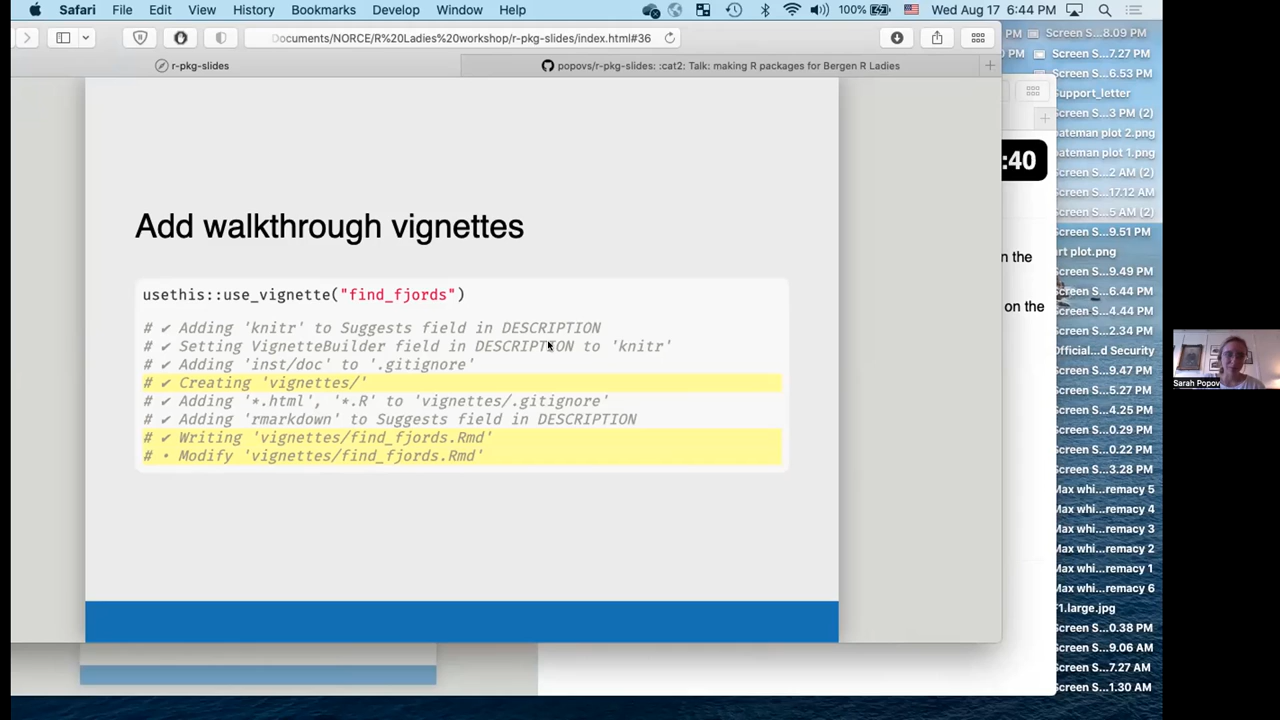 Safari File Edit View History Bookmarks Develop Window Help 100% Wed Aug 17 6:44 PM
Documents/NORCE/R%20Ladies%20workshop/r-pkg-slides/index.html#36
r-pkg-slides
popovs/r-pkg-slides: :cat2: Talk: making R packages for Bergen R Ladies
Add walkthrough vignettes
usethis::use_vignette("find_fjords")
# ✔ Adding 'knitr' to Suggests field in DESCRIPTION
# ✔ Setting VignetteBuilder field in DESCRIPTION to 'knitr'
# ✔ Adding 'inst/doc' to '.gitignore'
# ✔ Creating 'vignettes/'
# ✔ Adding '*.html', '*.R' to 'vignettes/.gitignore'
# ✔ Adding 'rmarkdown' to Suggests field in DESCRIPTION
# ✔ Writing 'vignettes/find_fjords.Rmd'
# • Modify 'vignettes/find_fjords.Rmd'
:40
n the
on the
PM Screen S...8.09 PM
Screen S...7.27 PM
Screen S...6.53 PM
Support_letter
Screen S...3 PM (2)
bateman plot 2.png
bateman plot 1.png
Screen S...2 AM (2)
Screen S...17.12 AM
Screen S...5 AM (2)
Screen S...9.51 PM
art plot.png
Screen S...9.49 PM
Screen S...6.44 PM
Screen S...4.44 PM
Screen S...2.34 PM
Official...d Security
Screen S...9.47 PM
Screen S...5.27 PM
Screen S...4.25 PM
Screen S...0.29 PM
Screen S...0.22 PM
Screen S...3.28 PM
Max whi...remacy 5
Max whi...remacy 4
Max whi...remacy 3
Max whi...remacy 2
Max whi...remacy 1
Max whi...remacy 6
F1.large.jpg
Screen S...0.38 PM
Screen S...9.06 AM
Screen S...7.27 AM
Screen S...1.30 AM
Sarah Popov